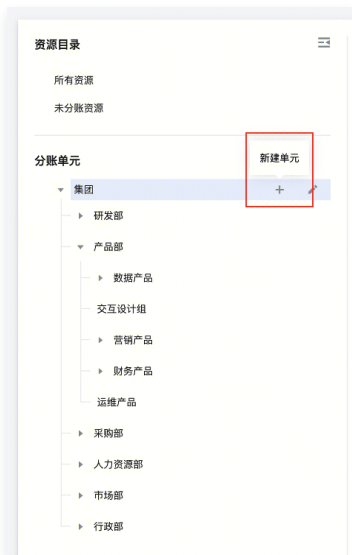 资源目录
所有资源
未分账资源
新建单元
分账单元
集团
研发部
产品部
数据产品
交互设计组
营销产品
财务产品
运维产品
采购部
人力资源部
市场部
行政部